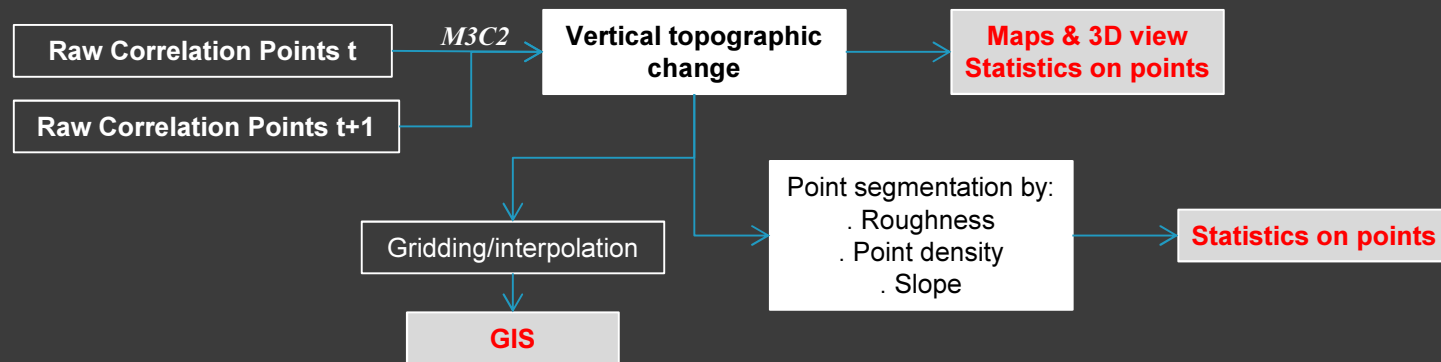 Raw Correlation Points t
M3C2
Vertical topographic
change
Maps & 3D view
Statistics on points
Raw Correlation Points t+1
Point segmentation by:
. Roughness
. Point density
. Slope
Gridding/interpolation
Statistics on points
GIS